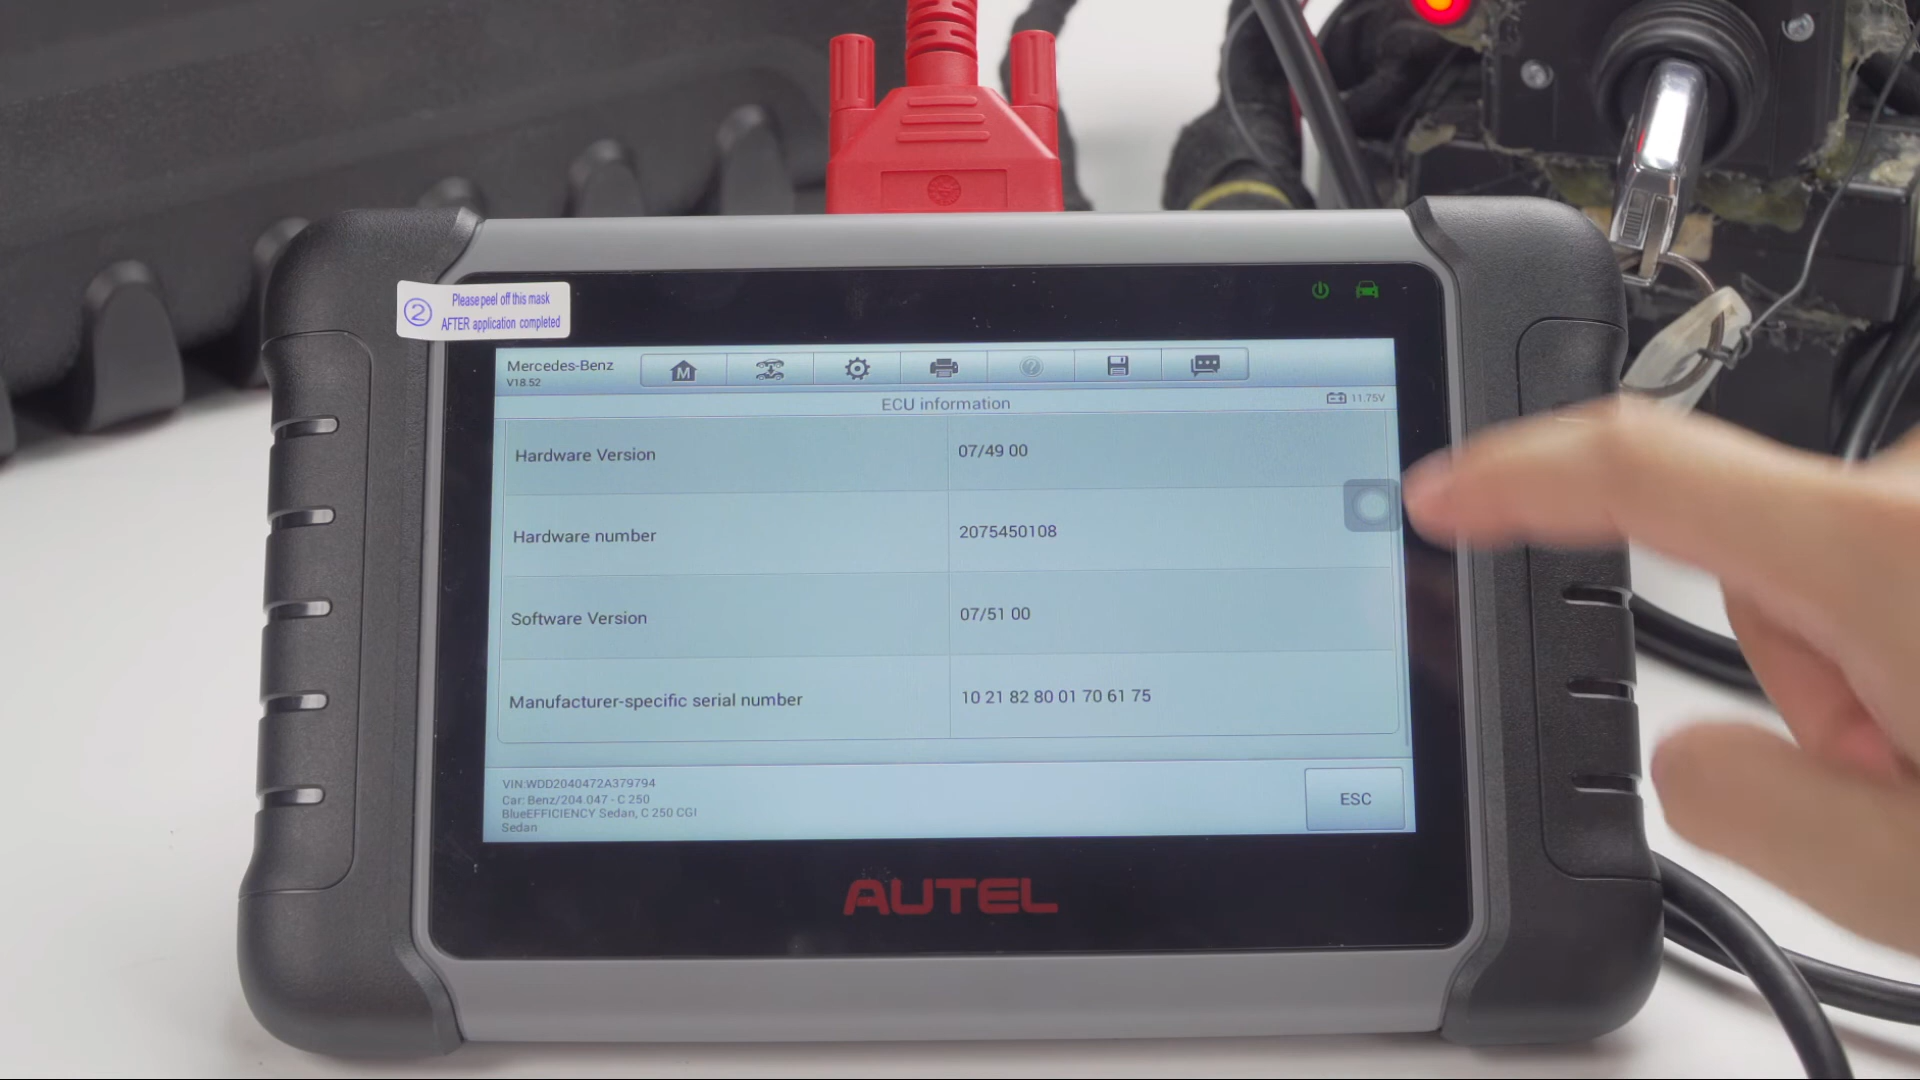 ② Please peel off this mask
AFTER application completed
Mercedes-Benz
V18.52
M
?
ECU information
11.75V
Hardware Version
07/49 00
Hardware number
2075450108
Software Version
07/51 00
Manufacturer-specific serial number
10 21 82 80 01 70 61 75
VIN:WDD2040472A379794
Car: Benz/204.047 - C 250
BlueEFFICIENCY Sedan, C 250 CGI
Sedan
ESC
AUTEL